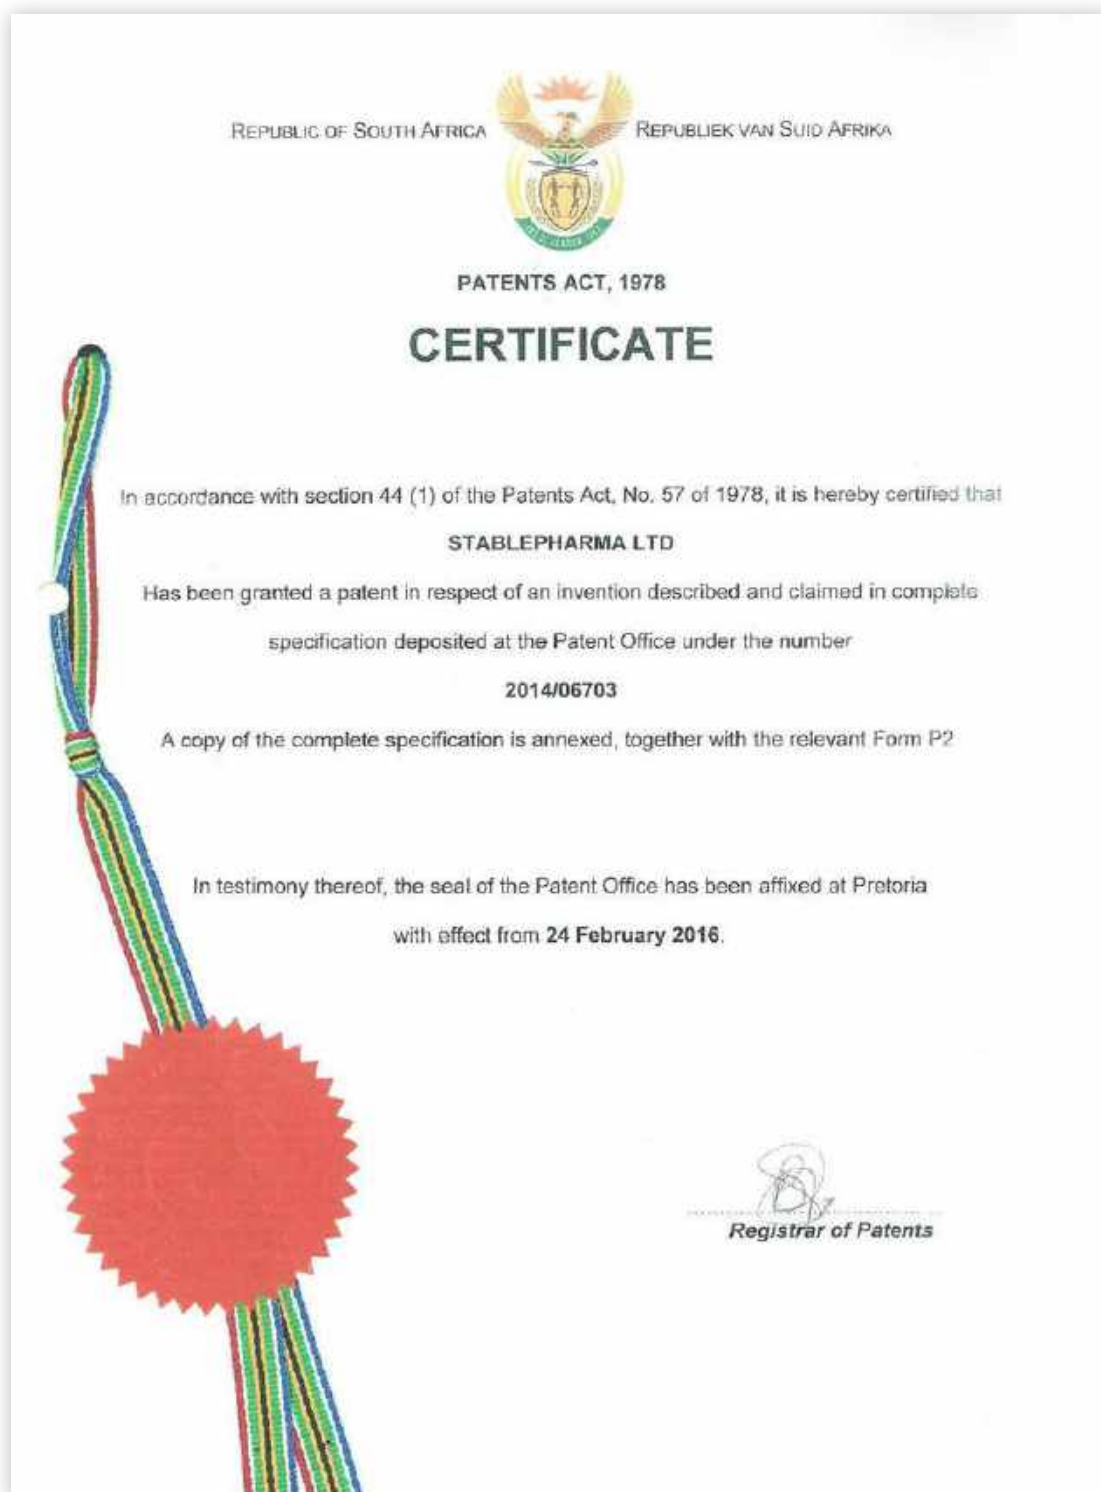 REPUBLIC OF SOUTH AFRICA
REPUBLIEK VAN SUID AFRIKA
PATENTS ACT, 1978
CERTIFICATE
In accordance with section 44 (1) of the Patents Act, No. 57 of 1978, it is hereby certified that
STABLEPHARMA LTD
Has been granted a patent in respect of an invention described and claimed in complete
specification deposited at the Patent Office under the number
2014/06703
A copy of the complete specification is annexed, together with the relevant Form P2
In testimony thereof, the seal of the Patent Office has been affixed at Pretoria
with effect from 24 February 2016.
Registrar of Patents